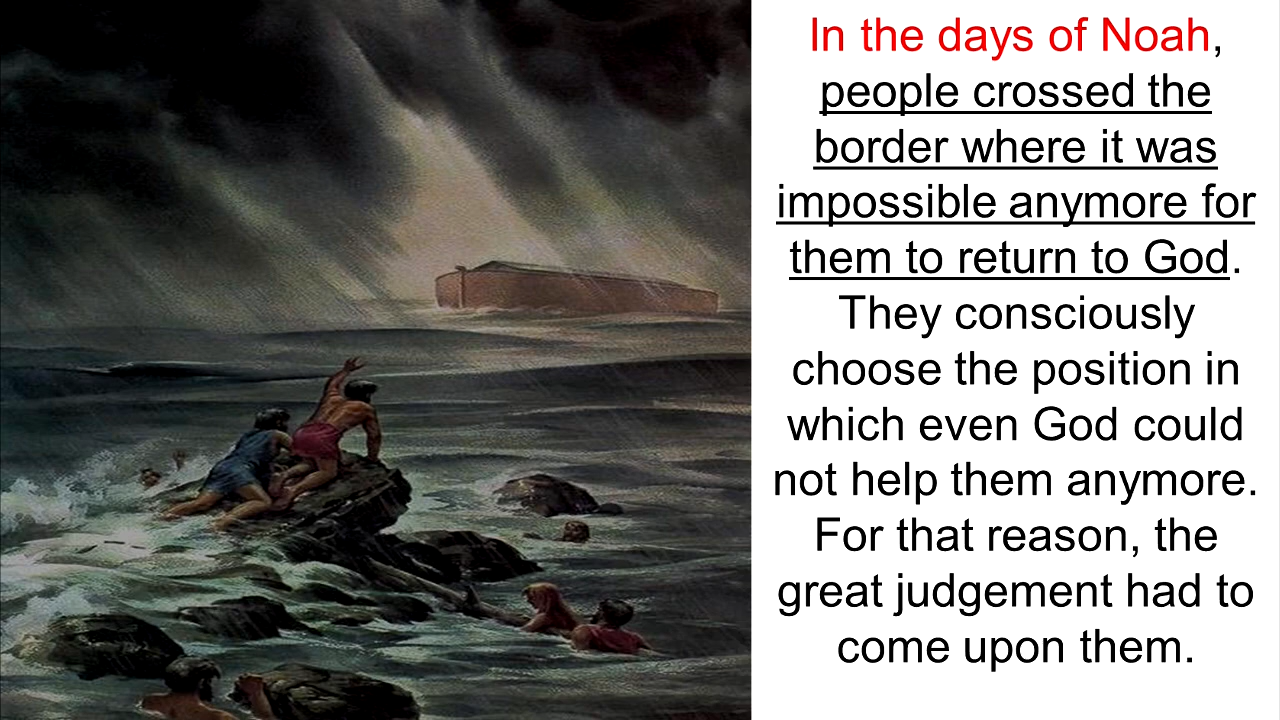 In the days of Noah,
people crossed the
border where it was
impossible anymore for
them to return to God.
They consciously
choose the position in
which even God could
not help them anymore.
For that reason, the
great judgement had to
come upon them.